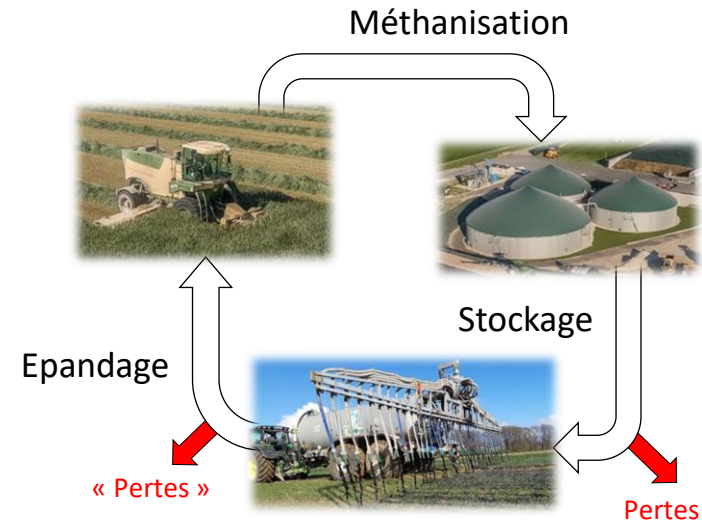 Méthanisation
Stockage
Epandage
« Pertes »
Pertes